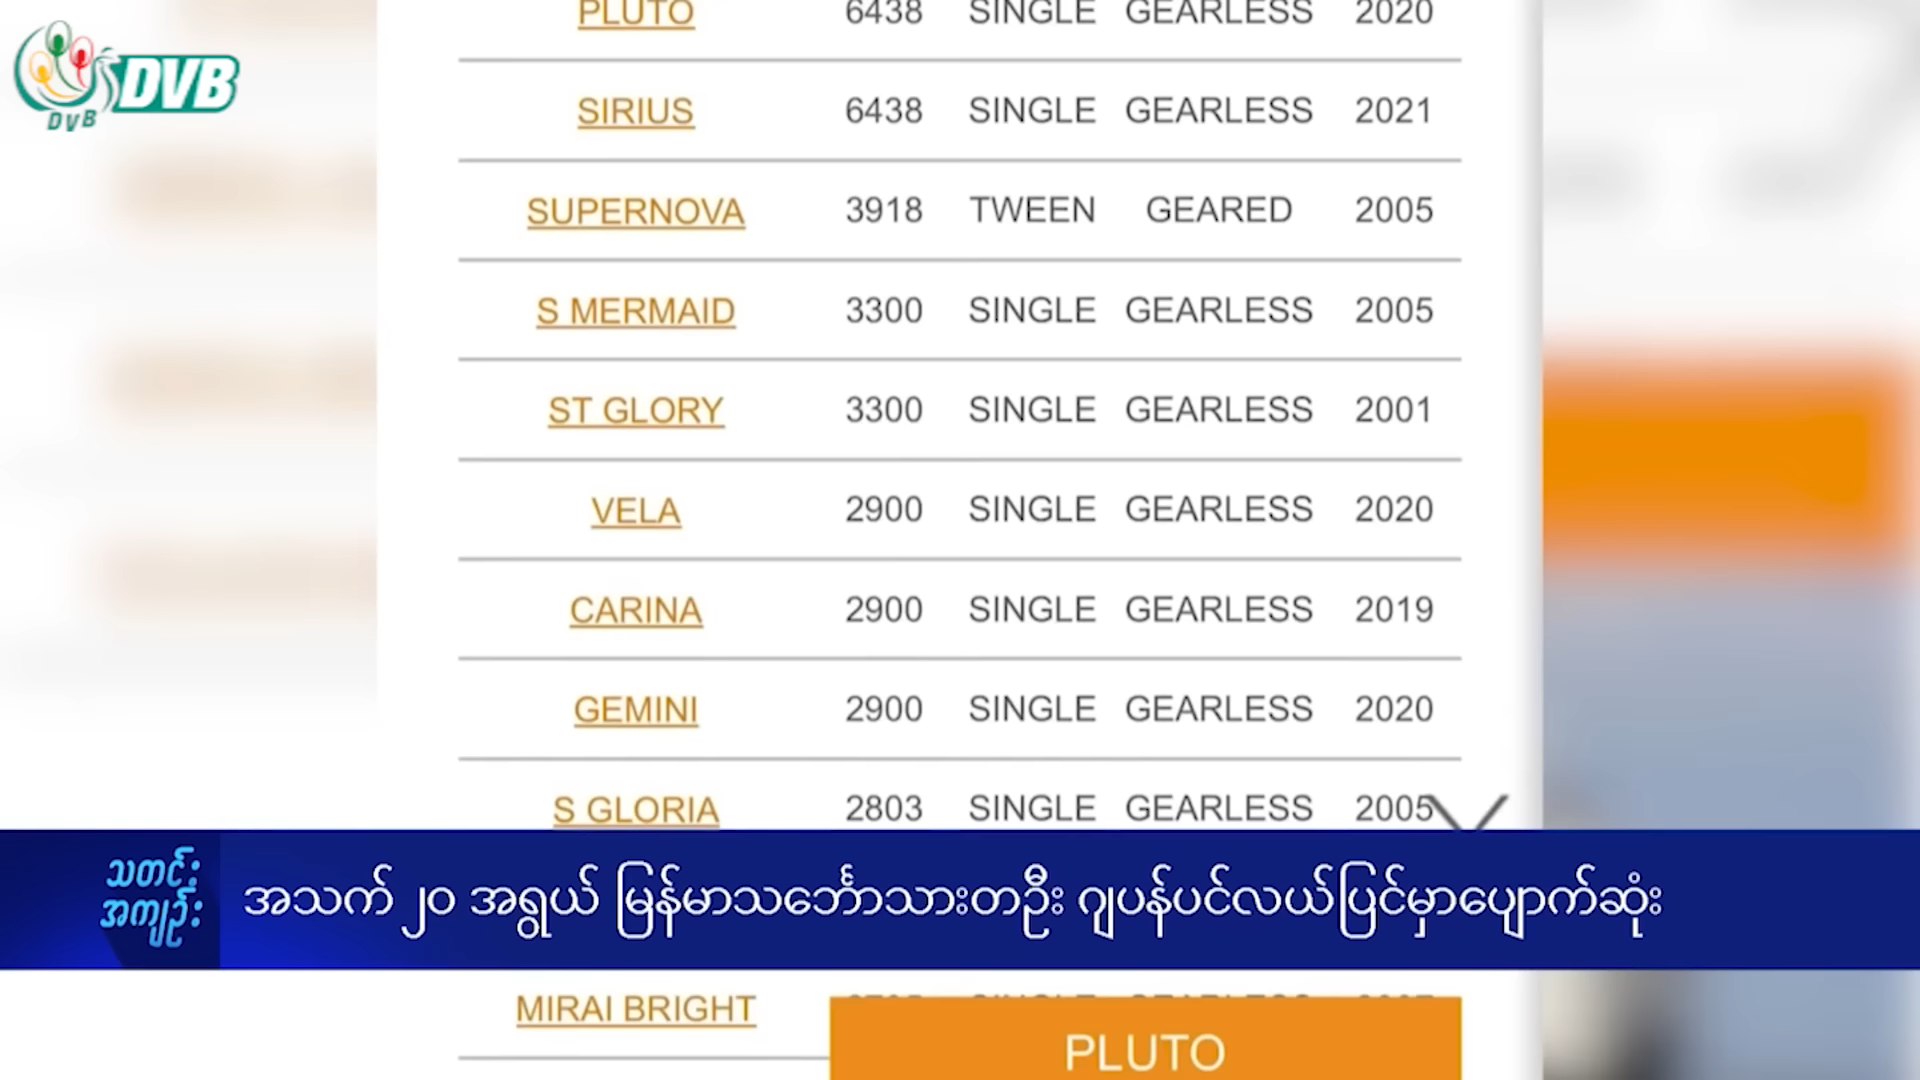 PLUTO 6438 SINGLE GEARLESS 2020
DVB
DVB
SIRIUS 6438 SINGLE GEARLESS 2021
SUPERNOVA 3918 TWEEN GEARED 2005
S MERMAID 3300 SINGLE GEARLESS 2005
ST GLORY 3300 SINGLE GEARLESS 2001
VELA 2900 SINGLE GEARLESS 2020
CARINA 2900 SINGLE GEARLESS 2019
GEMINI 2900 SINGLE GEARLESS 2020
S GLORIA 2803 SINGLE GEARLESS 2005
သတင်း
အကျဉ်း
အသက် ၂၀ အရွယ် မြန်မာသင်္ဘောသားတဦး ဂျပန်ပင်လယ်ပြင်မှာပျောက်ဆုံး
MIRAI BRIGHT
PLUTO